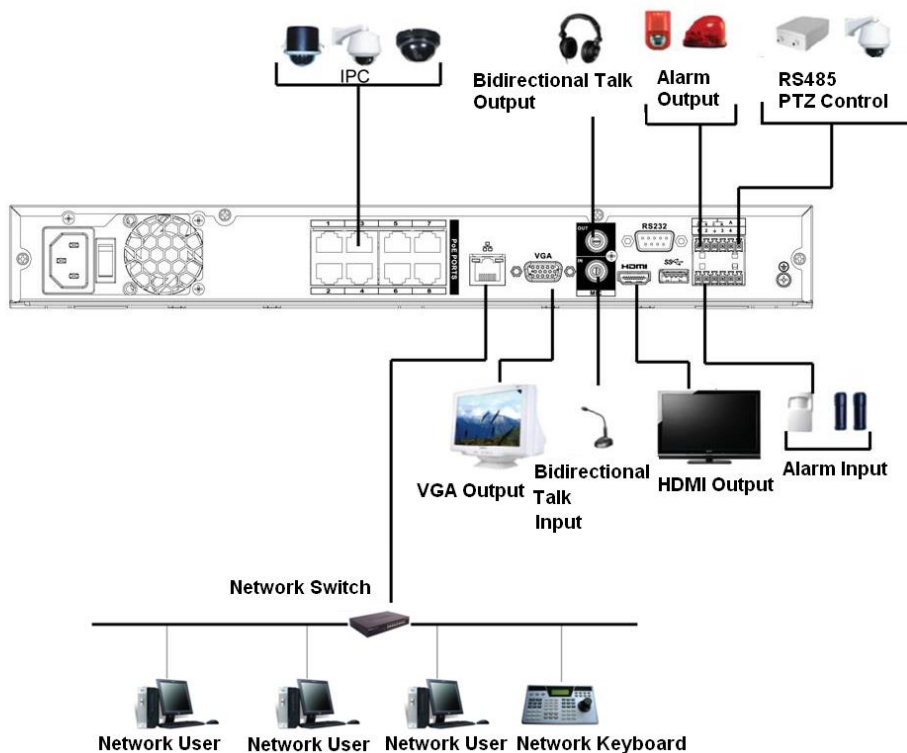 IPC
Bidirectional Talk
Output
Alarm
Output
RS485
PTZ Control
1 3 5 7
PoE PORTS
2 4 6 8
VGA
OUT
IN
RS232
HDMI
VGA Output
Bidirectional
Talk
Input
HDMI Output
Alarm Input
Network Switch
Network User
Network User
Network User
Network Keyboard